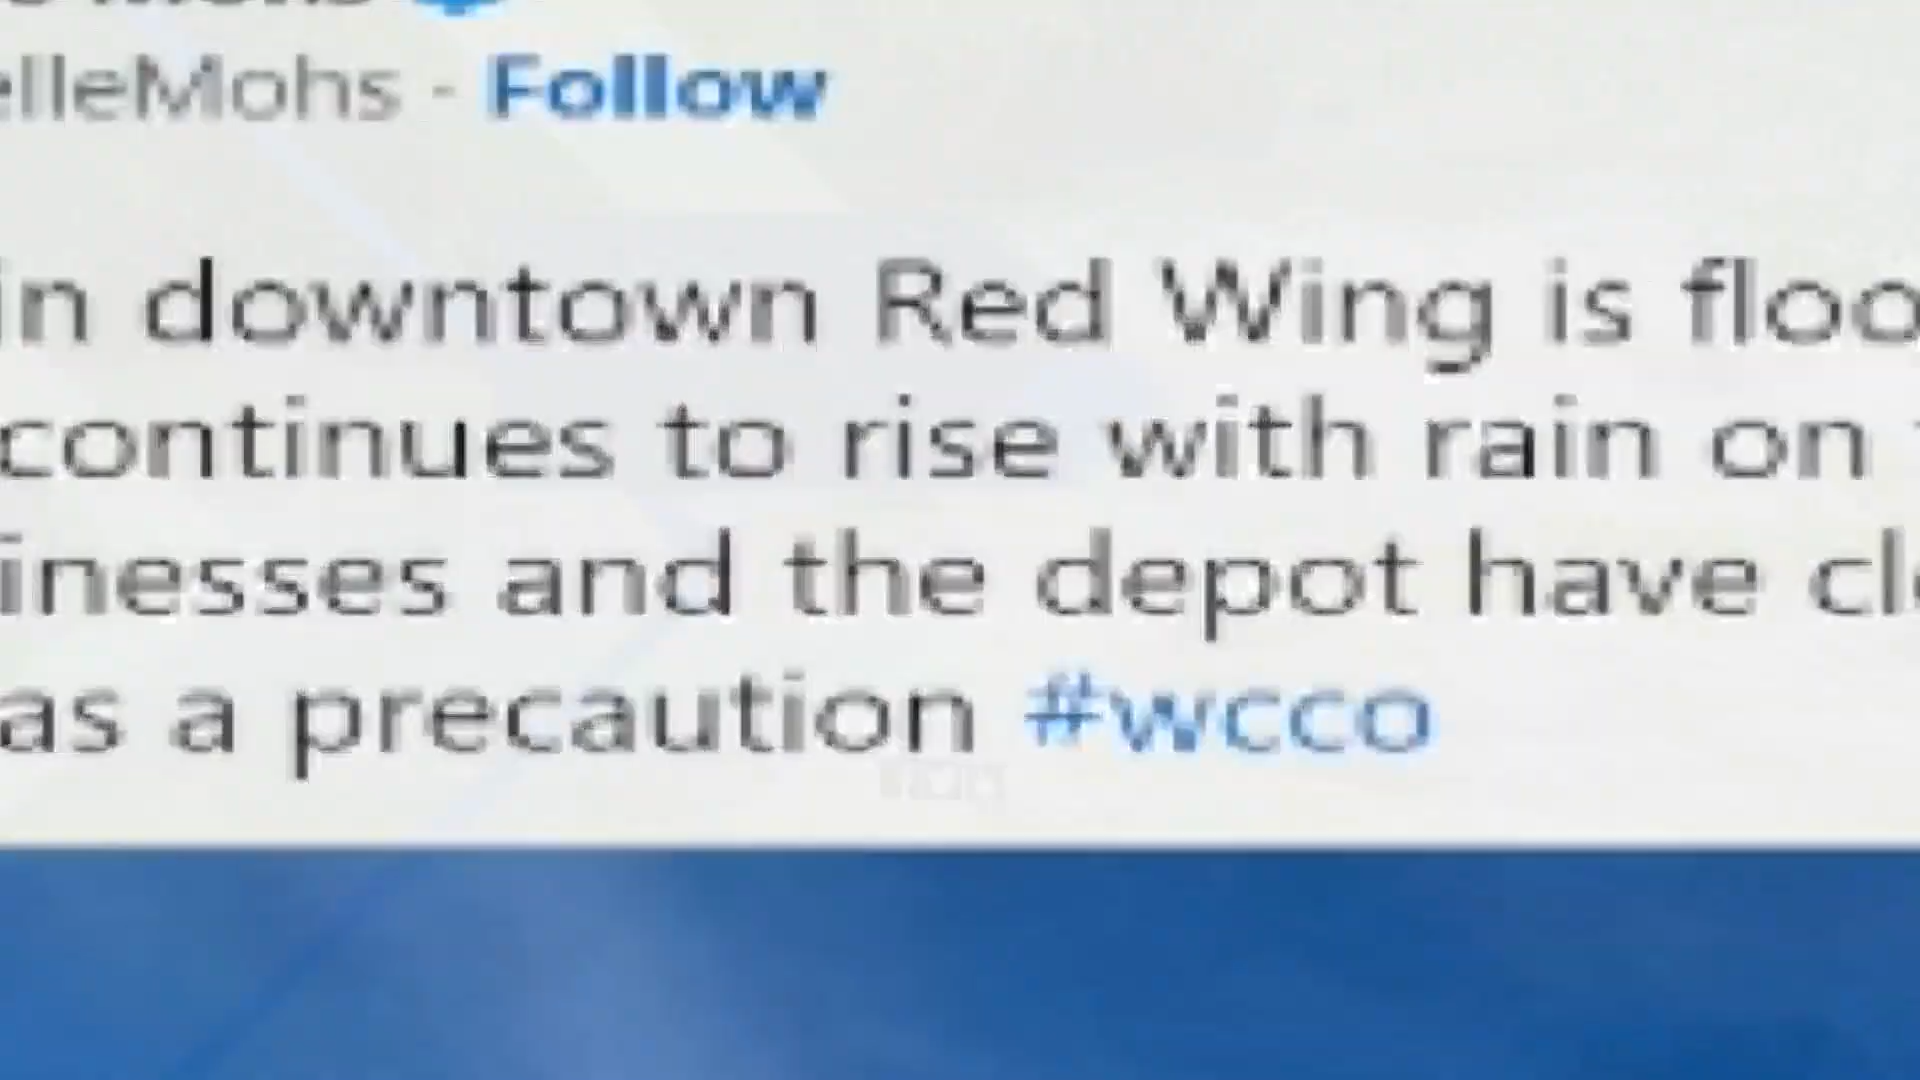 elleMohs · Follow
in downtown Red Wing is floo
continues to rise with rain on
inesses and the depot have cl
as a precaution #wcco